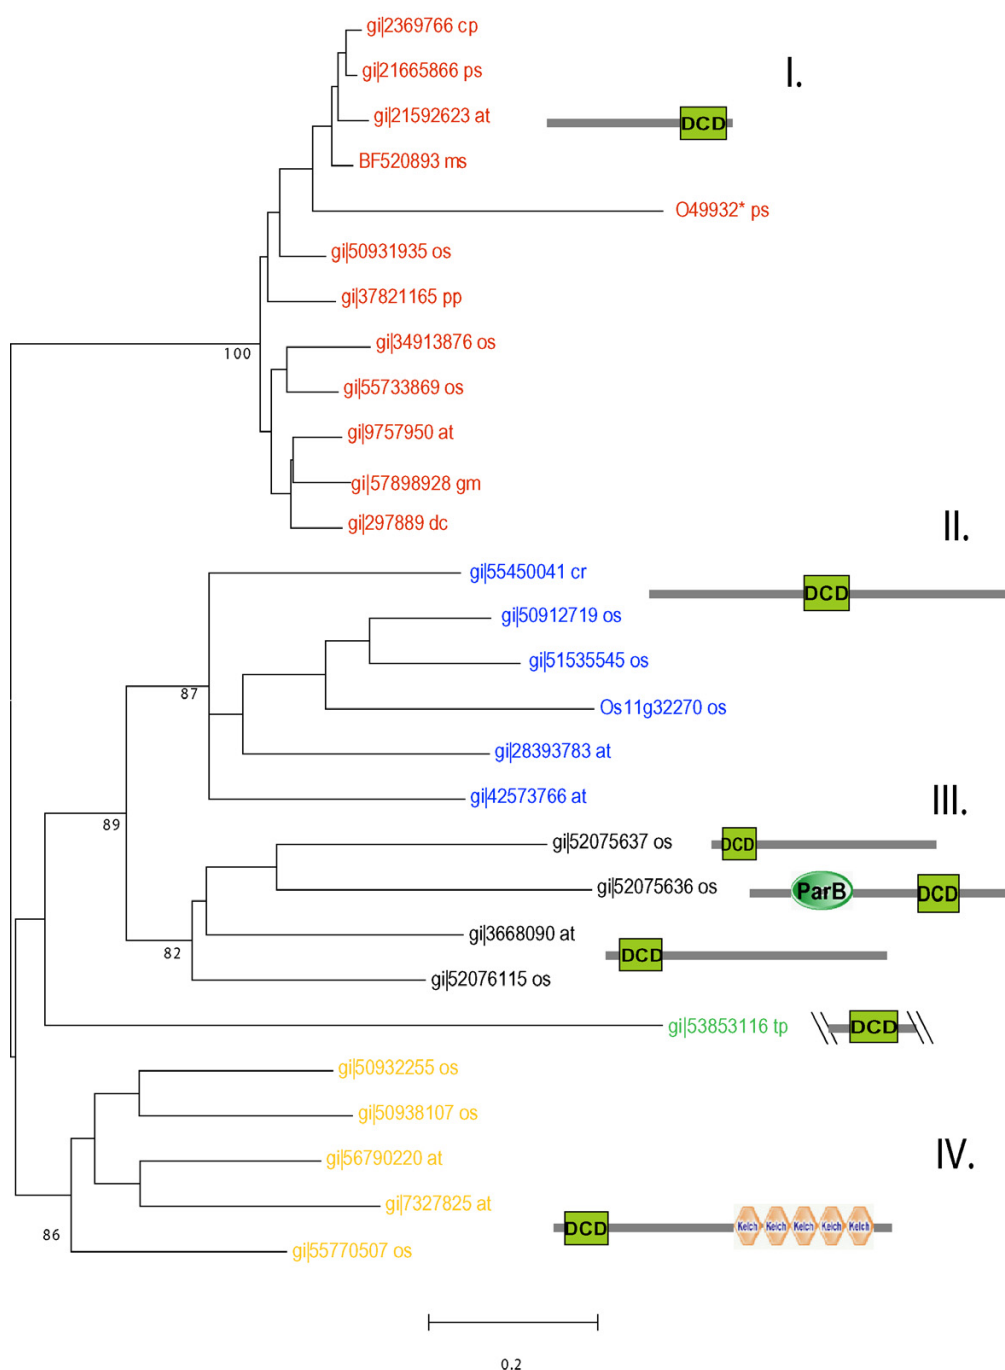 gi|2369766 cp
gi|21665866 ps
I.
gi|21592623 at
DCD
BF520893 ms
O49932* ps
gi|50931935 os
gi|37821165 pp
gi|34913876 os
100
gi|55733869 os
gi|9757950 at
gi|57898928 gm
gi|297889 dc
II.
gi|55450041 cr
DCD
gi|50912719 os
gi|51535545 os
87
Os11g32270 os
gi|28393783 at
gi|42573766 at
III.
89
gi|52075637 os
DCD
gi|52075636 os
ParB
DCD
gi|3668090 at
82
DCD
gi|52076115 os
gi|53853116 tp
DCD
gi|50932255 os
gi|50938107 os
gi|56790220 at
IV.
gi|7327825 at
86
DCD
Kelch Kelch Kelch Kelch Kelch
gi|55770507 os
0.2